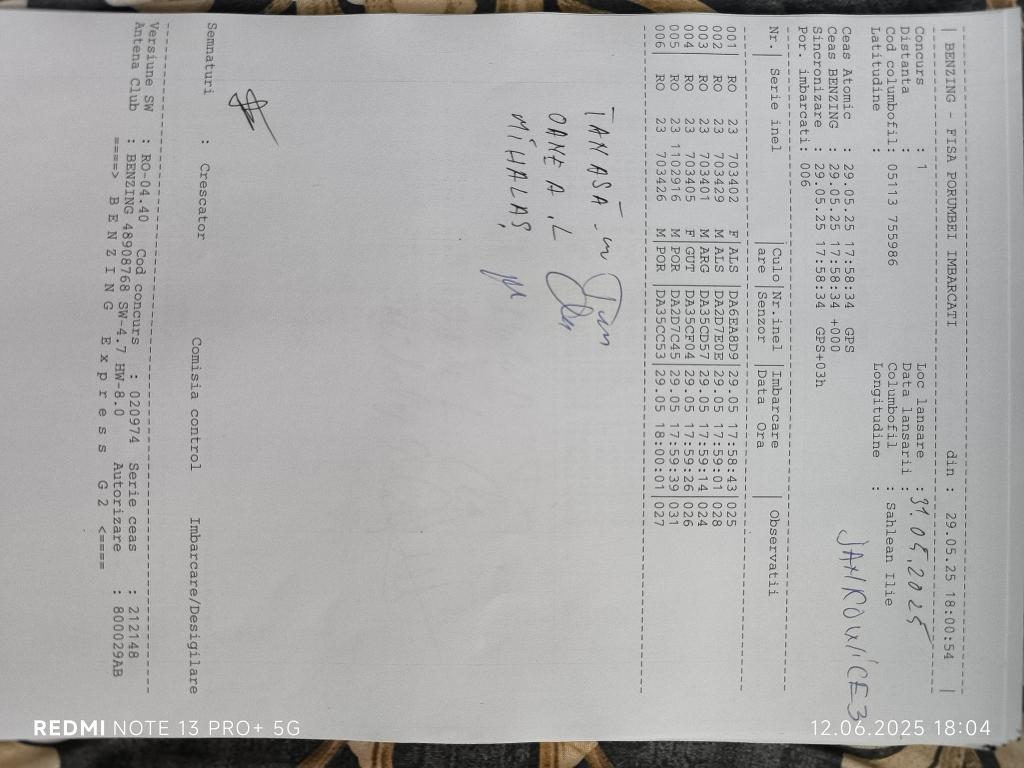 | BENZING - FISA PORUMBEI IMBARCATI din : 29.05.25 18:00:54 |
Concurs : 1 Loc lansare :
Distanta : Data lansarii : 31.05.2025
Cod columbofil: 05113 755986 Columbofil : Sahlean Ilie
Latitudine : Longitudine :
Ceas Atomic : 29.05.25 17:58:34 GPS
Ceas BENZING : 29.05.25 17:58:34 +000
Sincronizare : 29.05.25 17:58:34 GPS+03h
Por. imbarcati: 006
Nr.| Serie inel |Culo|Nr.inel |Imbarcare | Observatii
|are |Senzor |Data Ora |
001| RO 23 703402 F|ALS |DA6EA8D9|29.05 17:58:43|025
002| RO 23 703429 M|ALS |DA2D7E0E|29.05 17:59:01|028
003| RO 23 703401 M|ARG |DA35CD57|29.05 17:59:14|024
004| RO 23 703405 F|GUT |DA35CF04|29.05 17:59:26|026
005| RO 23 1102916 M|POR |DA2D7C45|29.05 17:59:39|031
006| RO 23 703426 M|POR |DA35CC53|29.05 18:00:01|027
TANASĂ
OANEA .L
MIHALAȘ
Semnaturi : Crescator Comisia control Imbarcare/Desigilare
Versiune SW : RO-04.40 Cod concurs : 020974 Serie ceas : 212148
Antena Club : BENZING 48908768 SW-4.7 HW-8.0 Autorizare : 800029AB
====> B E N Z I N G E x p r e s s G 2 <====
REDMI NOTE 13 PRO+ 5G 12.06.2025 18:04